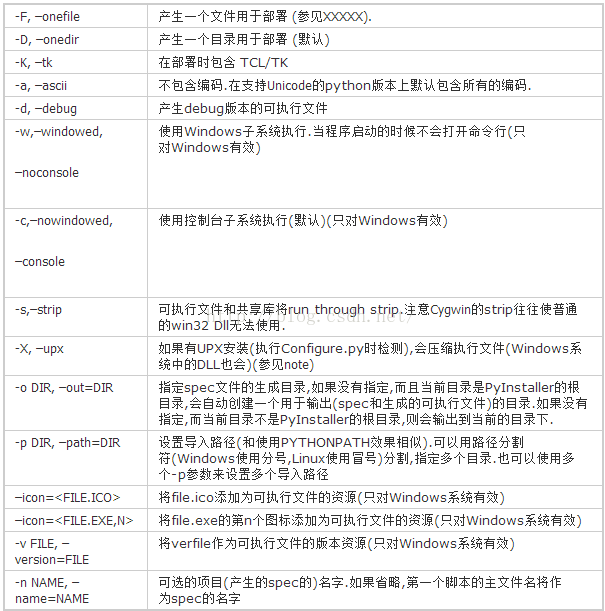 -F, –onefile 产生一个文件用于部署 (参见XXXXX).
-D, –onedir 产生一个目录用于部署 (默认)
-K, –tk 在部署时包含 TCL/TK
-a, –ascii 不包含编码.在支持Unicode的python版本上默认包含所有的编码.
-d, –debug 产生debug版本的可执行文件
-w,–windowed, 使用Windows子系统执行.当程序启动的时候不会打开命令行(只
对Windows有效)
–noconsole
-c,–nowindowed, 使用控制台子系统执行(默认)(只对Windows有效)
–console
-s,–strip 可执行文件和共享库将run through strip.注意Cygwin的strip往往使普通
的win32 Dll无法使用.
-X, –upx 如果有UPX安装(执行Configure.py时检测),会压缩执行文件(Windows系
统中的DLL也会)(参见note)
-o DIR, –out=DIR 指定spec文件的生成目录,如果没有指定,而且当前目录是PyInstaller的根
目录,会自动创建一个用于输出(spec和生成的可执行文件)的目录.如果没有
指定,而当前目录不是PyInstaller的根目录,则会输出到当前的目录下.
-p DIR, –path=DIR 设置导入路径(和使用PYTHONPATH效果相似).可以用路径分割
符(Windows使用分号,Linux使用冒号)分割,指定多个目录.也可以使用多
个-p参数来设置多个导入路径
–icon=<FILE.ICO> 将file.ico添加为可执行文件的资源(只对Windows系统有效)
–icon=<FILE.EXE,N> 将file.exe的第n个图标添加为可执行文件的资源(只对Windows系统有效)
-v FILE, – 将verfile作为可执行文件的版本资源(只对Windows系统有效)
version=FILE
-n NAME, – 可选的项目(产生的spec的)名字.如果省略,第一个脚本的主文件名将作
name=NAME 为spec的名字